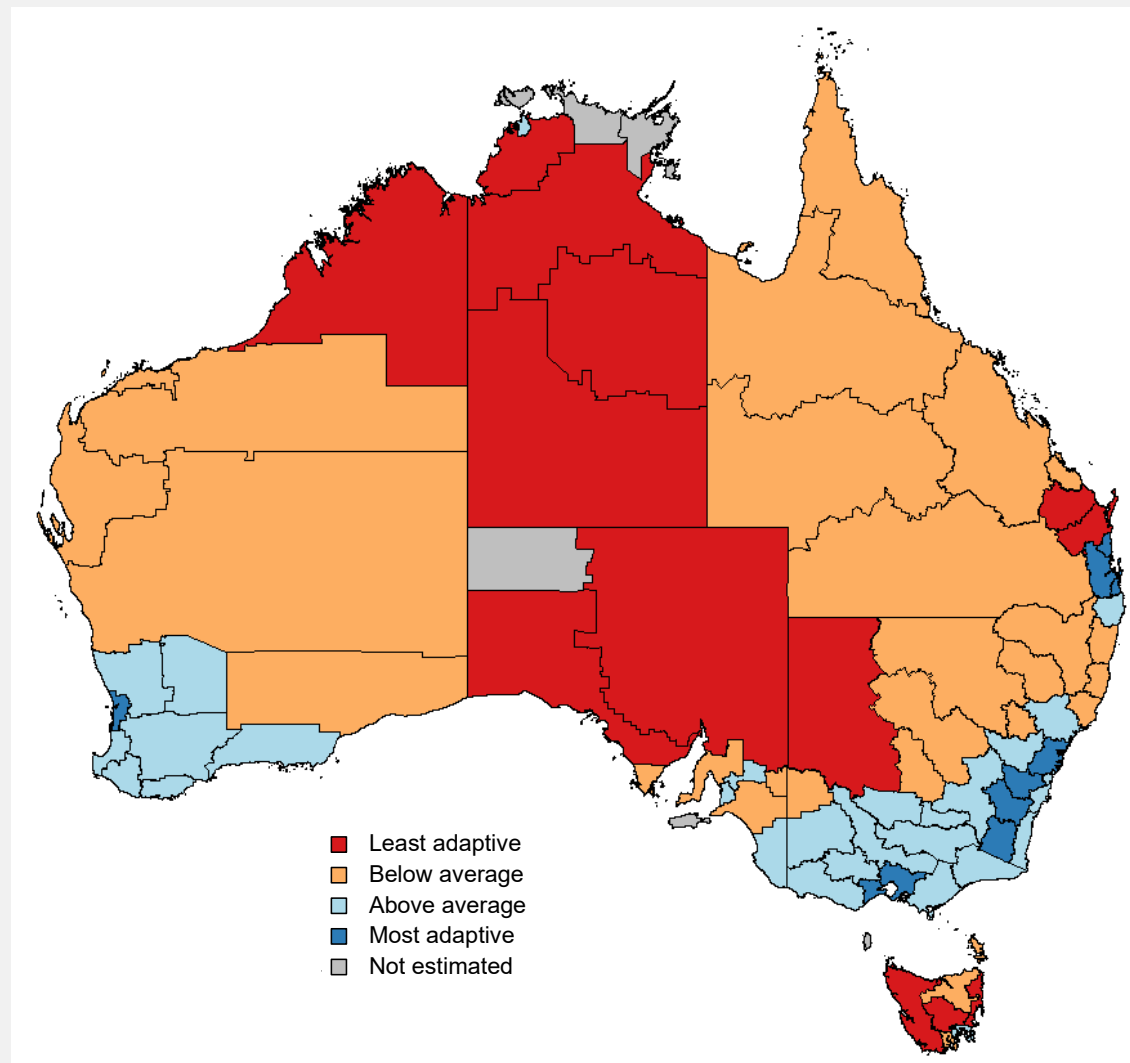 Least adaptive
Below average
Above average
Most adaptive
Not estimated